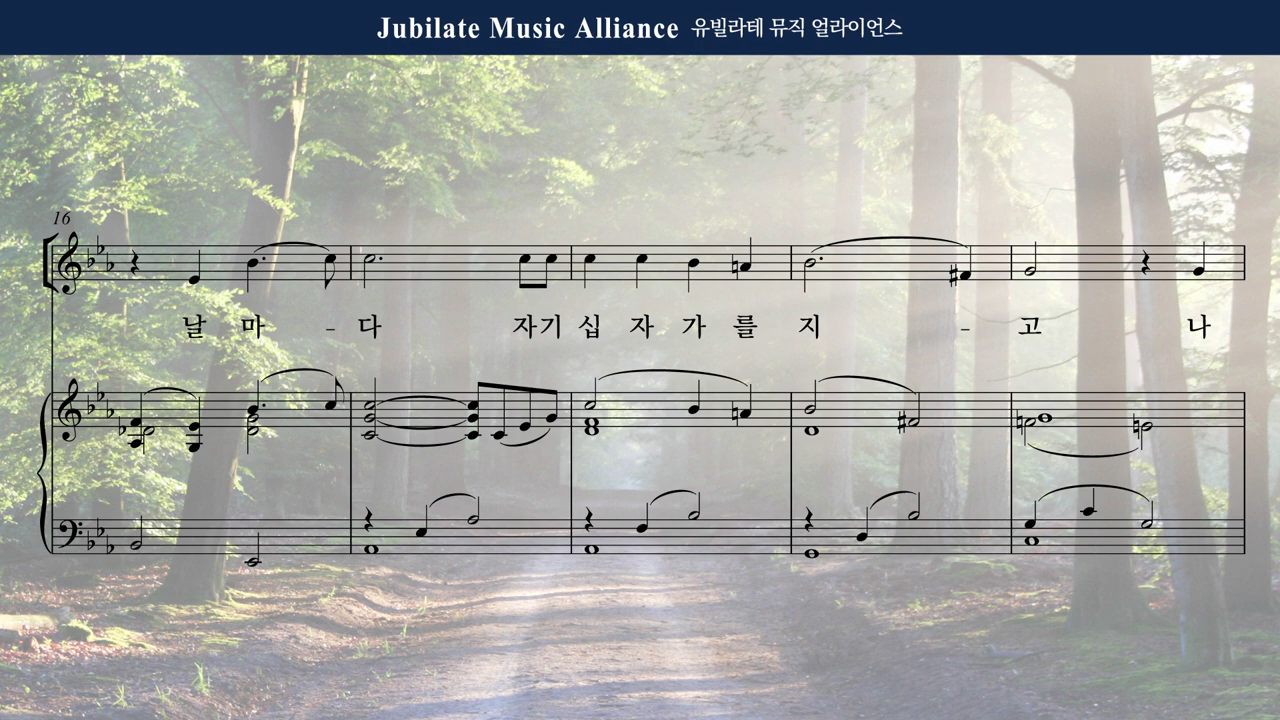 Jubilate Music Alliance 유빌라테 뮤직 얼라이언스
16
날 마 - 다 자기 십 자 가 를 지 - 고 나